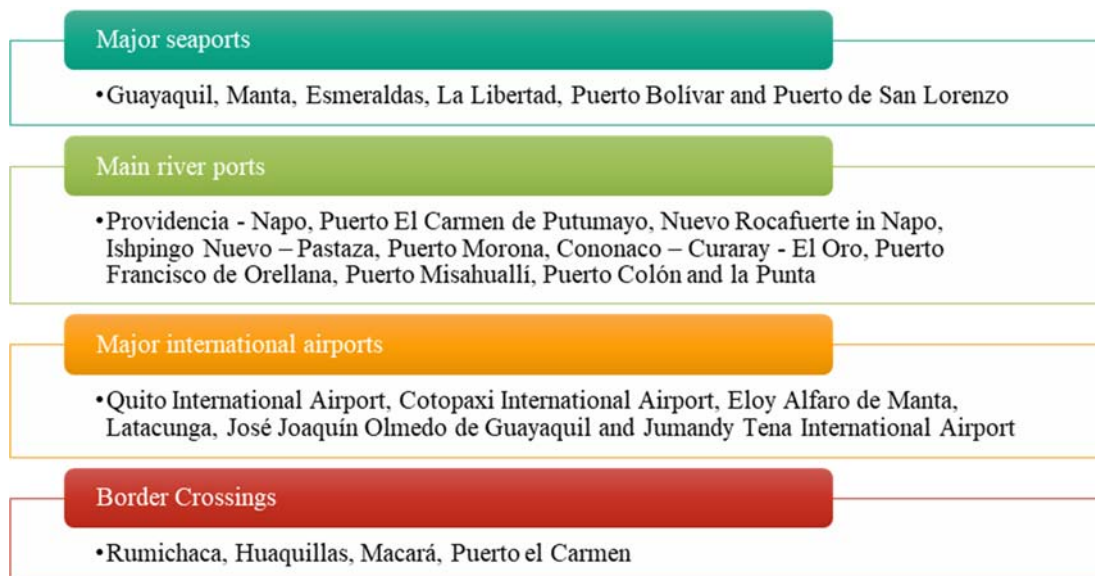 Major seaports
•Guayaquil, Manta, Esmeraldas, La Libertad, Puerto Bolívar and Puerto de San Lorenzo
Main river ports
•Providencia - Napo, Puerto El Carmen de Putumayo, Nuevo Rocafuerte in Napo,
Ishpingo Nuevo – Pastaza, Puerto Morona, Cononaco – Curaray - El Oro, Puerto
Francisco de Orellana, Puerto Misahuallí, Puerto Colón and la Punta
Major international airports
•Quito International Airport, Cotopaxi International Airport, Eloy Alfaro de Manta,
Latacunga, José Joaquín Olmedo de Guayaquil and Jumandy Tena International Airport
Border Crossings
•Rumichaca, Huaquillas, Macará, Puerto el Carmen